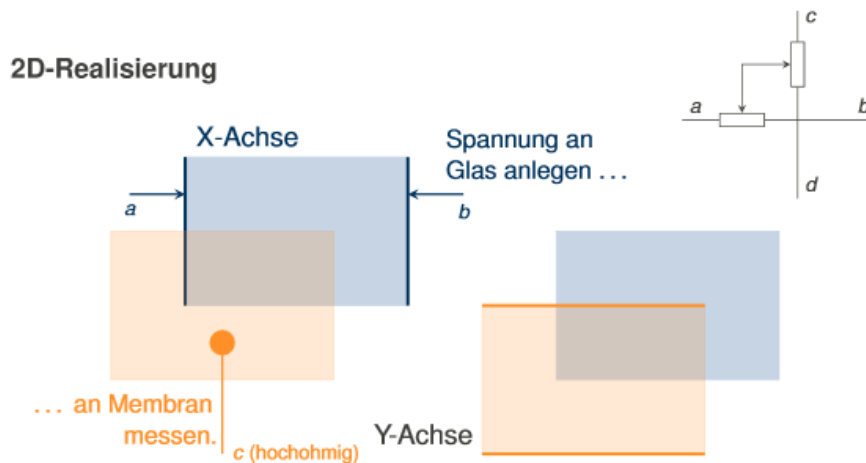 2D-Realisierung
X-Achse
Spannung an
Glas anlegen ...
a
b
c
a
b
d
... an Membran
messen.
c (hochohmig)
Y-Achse